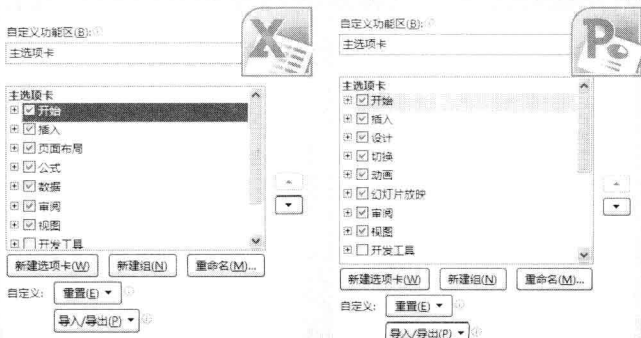 自定义功能区(B):
主选项卡
主选项卡
开始
插入
页面布局
公式
数据
审阅
视图
开发工具
新建选项卡(W) 新建组(N) 重命名(M)...
自定义: 重置(E)
导入/导出(P)
自定义功能区(B):
主选项卡
主选项卡
开始
插入
设计
切换
动画
幻灯片放映
审阅
视图
开发工具
新建选项卡(W) 新建组(N) 重命名(M)...
自定义: 重置(E)
导入/导出(P)